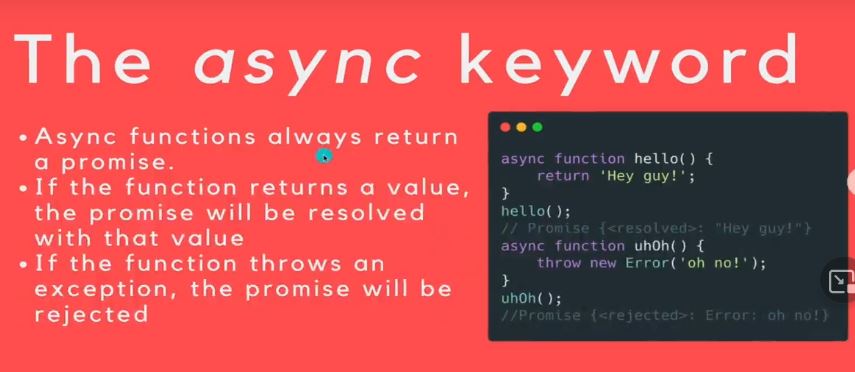 The async keyword
• Async functions always return
a promise.
• If the function returns a value,
the promise will be resolved
with that value
• If the function throws an
exception, the promise will be
rejected
async function hello() {
    return 'Hey guy!';
}
hello();
// Promise {<resolved>: "Hey guy!"}
async function uhOh() {
    throw new Error('oh no!');
}
uhOh();
//Promise {<rejected>: Error: oh no!}